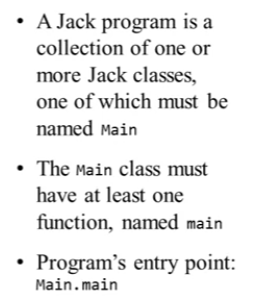 • A Jack program is a
collection of one or
more Jack classes,
one of which must be
named Main
• The Main class must
have at least one
function, named main
• Program's entry point:
Main.main